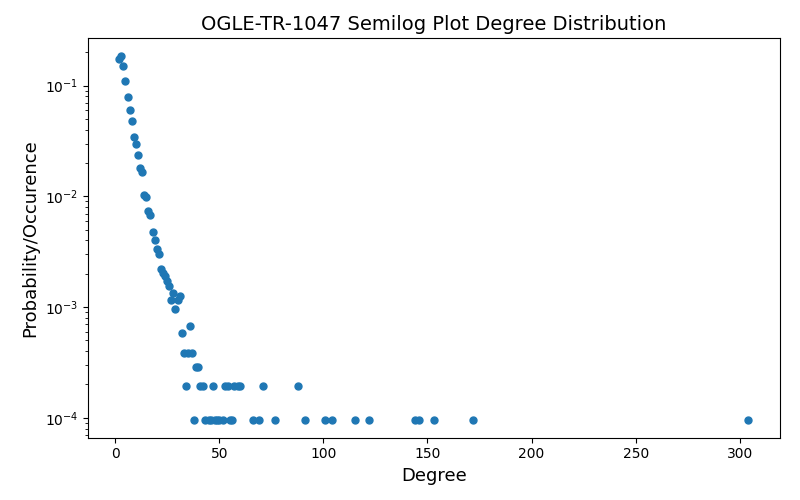 OGLE-TR-1047 Semilog Plot Degree Distribution
Probability/Occurence
10⁻¹
10⁻²
10⁻³
10⁻⁴
0 50 100 150 200 250 300
Degree